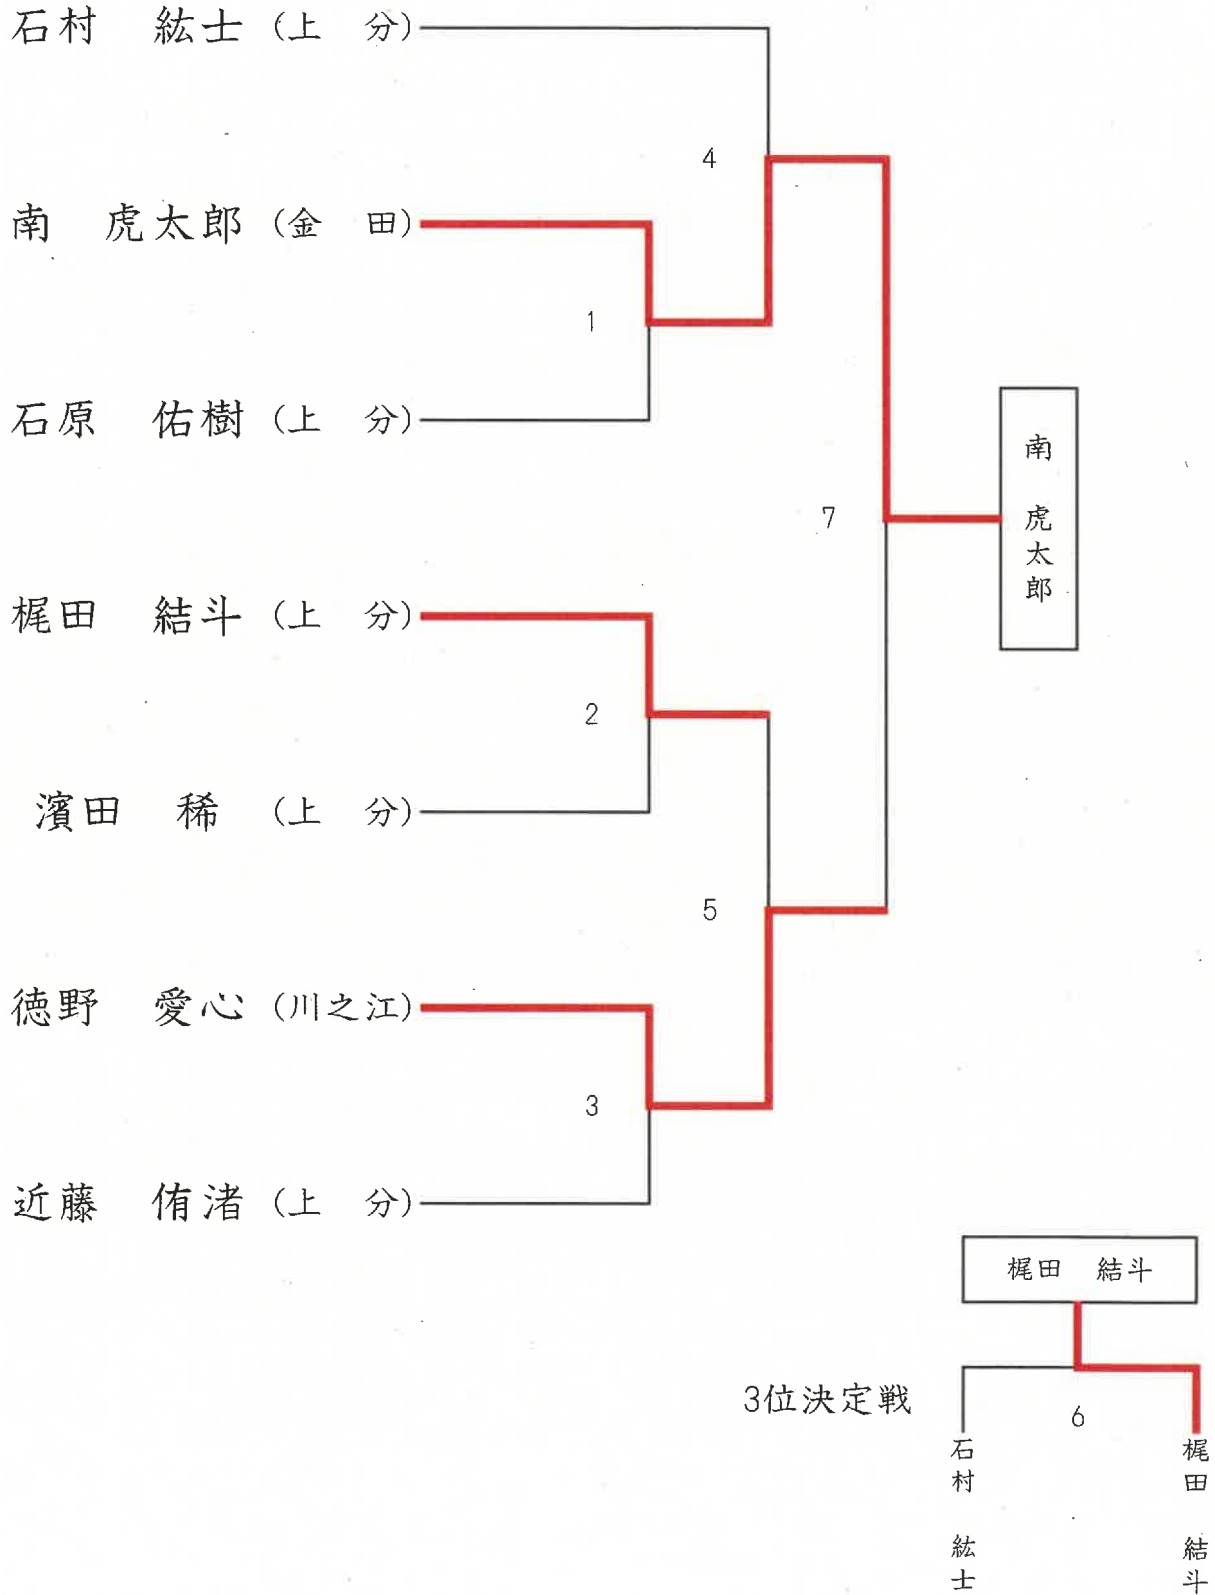 石村　紘士 (上　分)
4
南　虎太郎 (金　田)
1
石原　佑樹 (上　分)
南　虎太郎
7
梶田　結斗 (上　分)
2
濱田　稀 (上　分)
5
徳野　愛心 (川之江)
3
近藤　侑渚 (上　分)
梶田　結斗
3位決定戦
6
石村　紘士
梶田　結斗